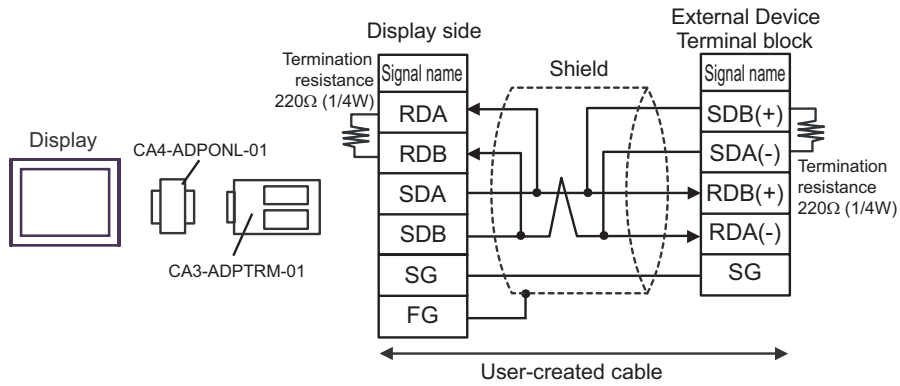 Display
CA4-ADPONL-01
CA3-ADPTRM-01
Display side
Termination
resistance
220Ω (1/4W)
Signal name
RDA
RDB
SDA
SDB
SG
FG
Shield
External Device
Terminal block
Signal name
SDB(+)
SDA(-)
RDB(+)
RDA(-)
SG
Termination
resistance
220Ω (1/4W)
User-created cable